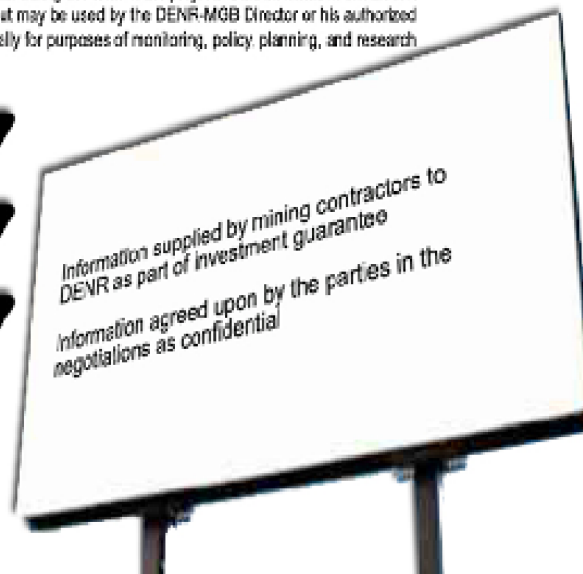 ut may be used by the DENR-MGB Director or his authorized
elly for purposes of monitoring, policy planning, and research
Information supplied by mining contractors to
DENR as part of investment guarantee
Information agreed upon by the parties in the
negotiations as confidential